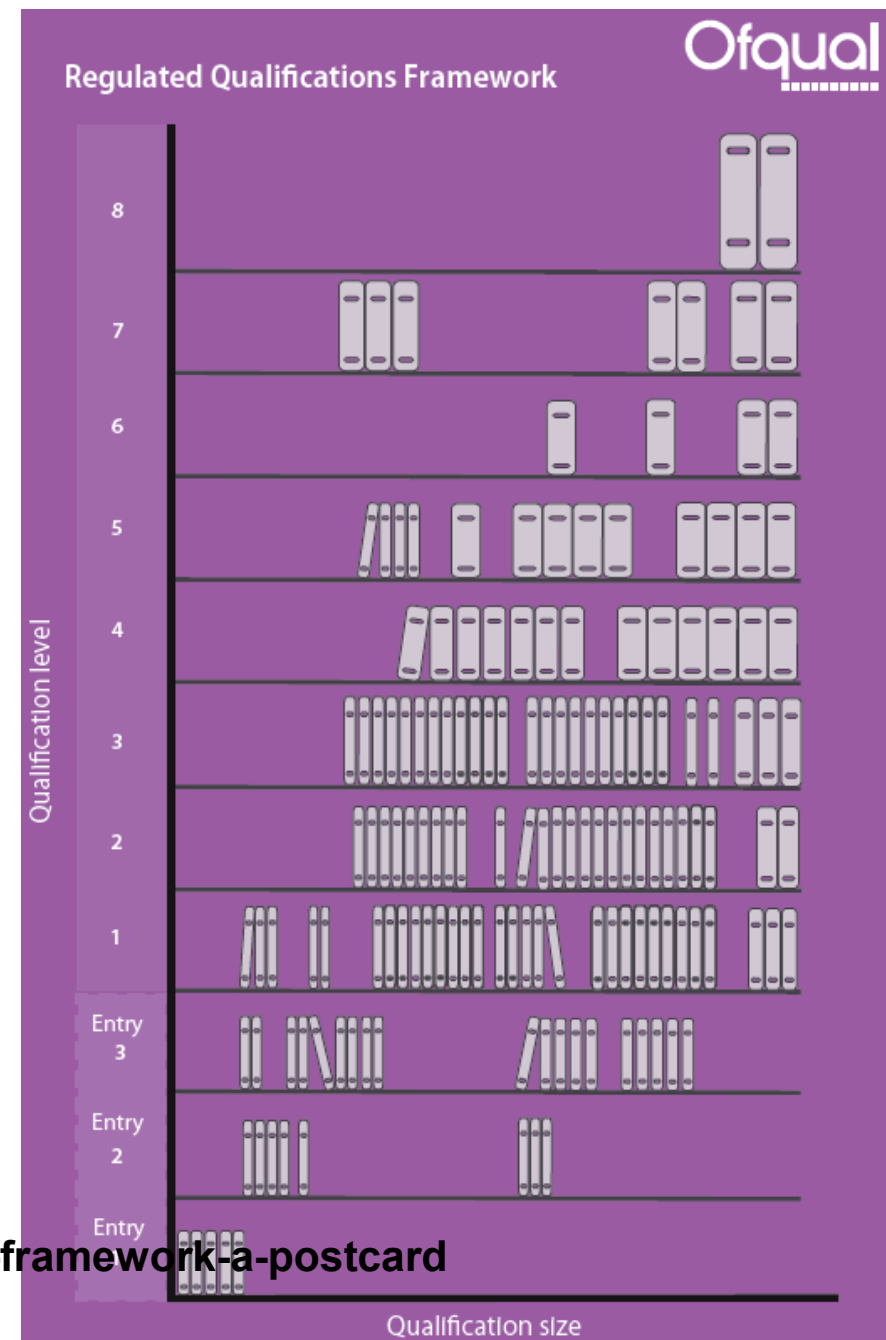 Ofqual
Regulated Qualifications Framework
8
7
6
5
4
Qualification level
3
2
1
Entry
3
Entry
2
Entry
framework-a-postcard
Qualification size